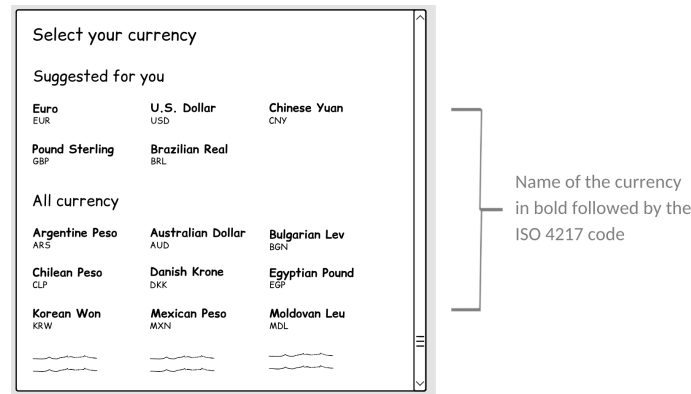 Select your currency
Suggested for you
Euro U.S. Dollar Chinese Yuan
EUR USD CNY
Pound Sterling Brazilian Real
GBP BRL
All currency
Argentine Peso Australian Dollar Bulgarian Lev
ARS AUD BGN
Chilean Peso Danish Krone Egyptian Pound
CLP DKK EGP
Korean Won Mexican Peso Moldovan Leu
KRW MXN MDL
Name of the currency
in bold followed by the
ISO 4217 code